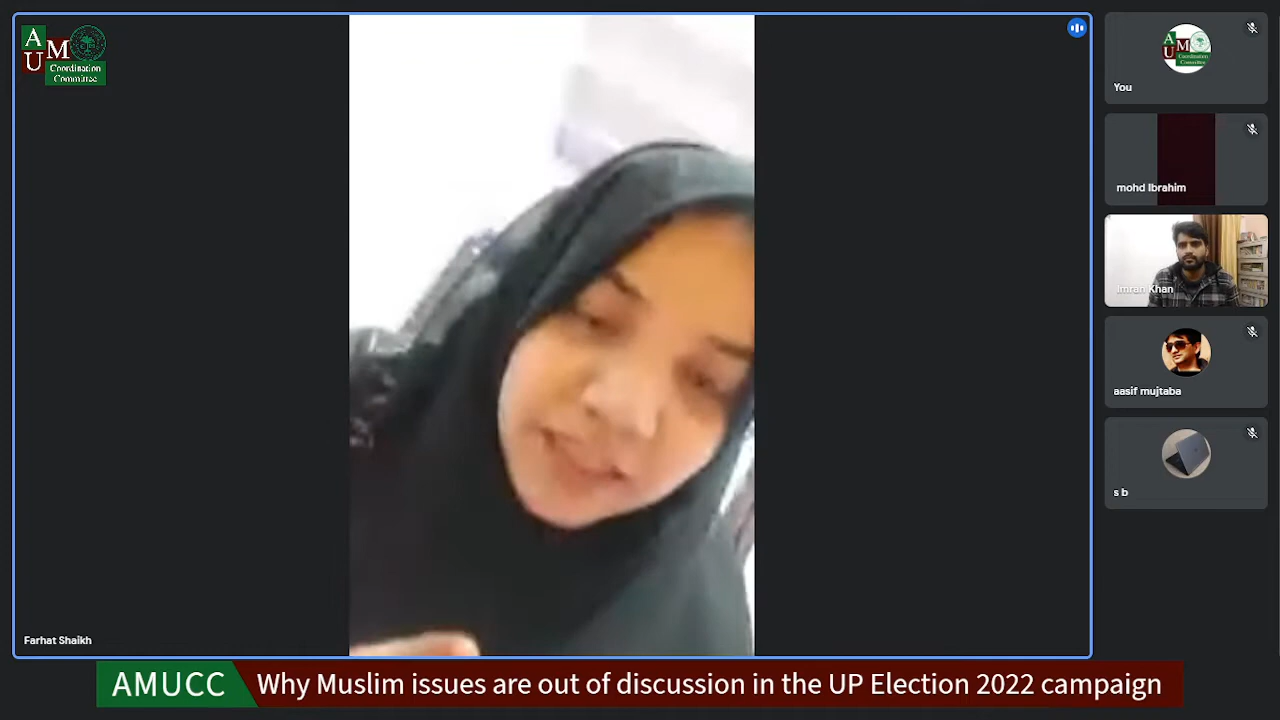 A M
U Coordination
Committee
You
mohd Ibrahim
Imran Khan
aasif mujtaba
s b
Farhat Shaikh
AMUCC Why Muslim issues are out of discussion in the UP Election 2022 campaign